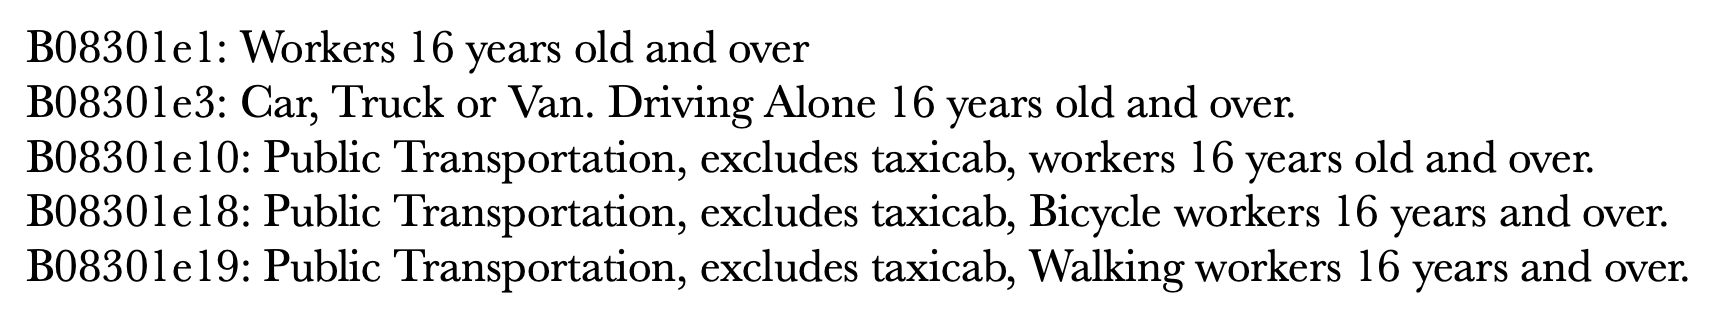 B08301e1: Workers 16 years old and over
B08301e3: Car, Truck or Van. Driving Alone 16 years old and over.
B08301e10: Public Transportation, excludes taxicab, workers 16 years old and over.
B08301e18: Public Transportation, excludes taxicab, Bicycle workers 16 years and over.
B08301e19: Public Transportation, excludes taxicab, Walking workers 16 years and over.